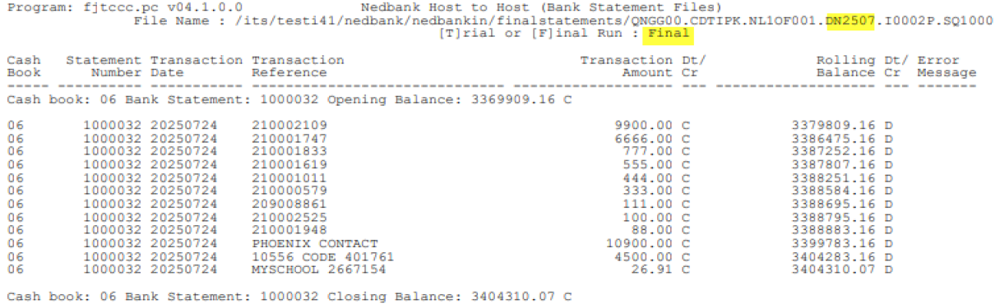 Program: fjtccc.pc v04.1.0.0 Nedbank Host to Host (Bank Statement Files)
File Name : /its/testi41/nedbank/nedbankin/finalstatements/QNGG00.CDTIPK.NL1OF001.DN2507.I0002P.SQ1000
[T]rial or [F]inal Run : Final
Cash Statement Transaction Transaction Transaction Dt/ Rolling Dt/ Error
Book Number Date Reference Amount Cr Balance Cr Message
----- ---------- ----------- ------------------------------ ------------------- --- ------------------- --- -------
Cash book: 06 Bank Statement: 1000032 Opening Balance: 3369909.16 C
06 1000032 20250724 210002109 9900.00 C 3379809.16 D
06 1000032 20250724 210001747 6666.00 C 3386475.16 D
06 1000032 20250724 210001833 777.00 C 3387252.16 D
06 1000032 20250724 210001619 555.00 C 3387807.16 D
06 1000032 20250724 210001011 444.00 C 3388251.16 D
06 1000032 20250724 210000579 333.00 C 3388584.16 D
06 1000032 20250724 209008861 111.00 C 3388695.16 D
06 1000032 20250724 210002525 100.00 C 3388795.16 D
06 1000032 20250724 210001948 88.00 C 3388883.16 D
06 1000032 20250724 PHOENIX CONTACT 10900.00 C 3399783.16 D
06 1000032 20250724 10556 CODE 401761 4500.00 C 3404283.16 D
06 1000032 20250724 MYSCHOOL 2667154 26.91 C 3404310.07 D
Cash book: 06 Bank Statement: 1000032 Closing Balance: 3404310.07 C